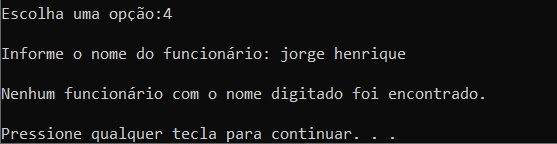 Escolha uma opção:4
Informe o nome do funcionário: jorge henrique
Nenhum funcionário com o nome digitado foi encontrado.
Pressione qualquer tecla para continuar. . .